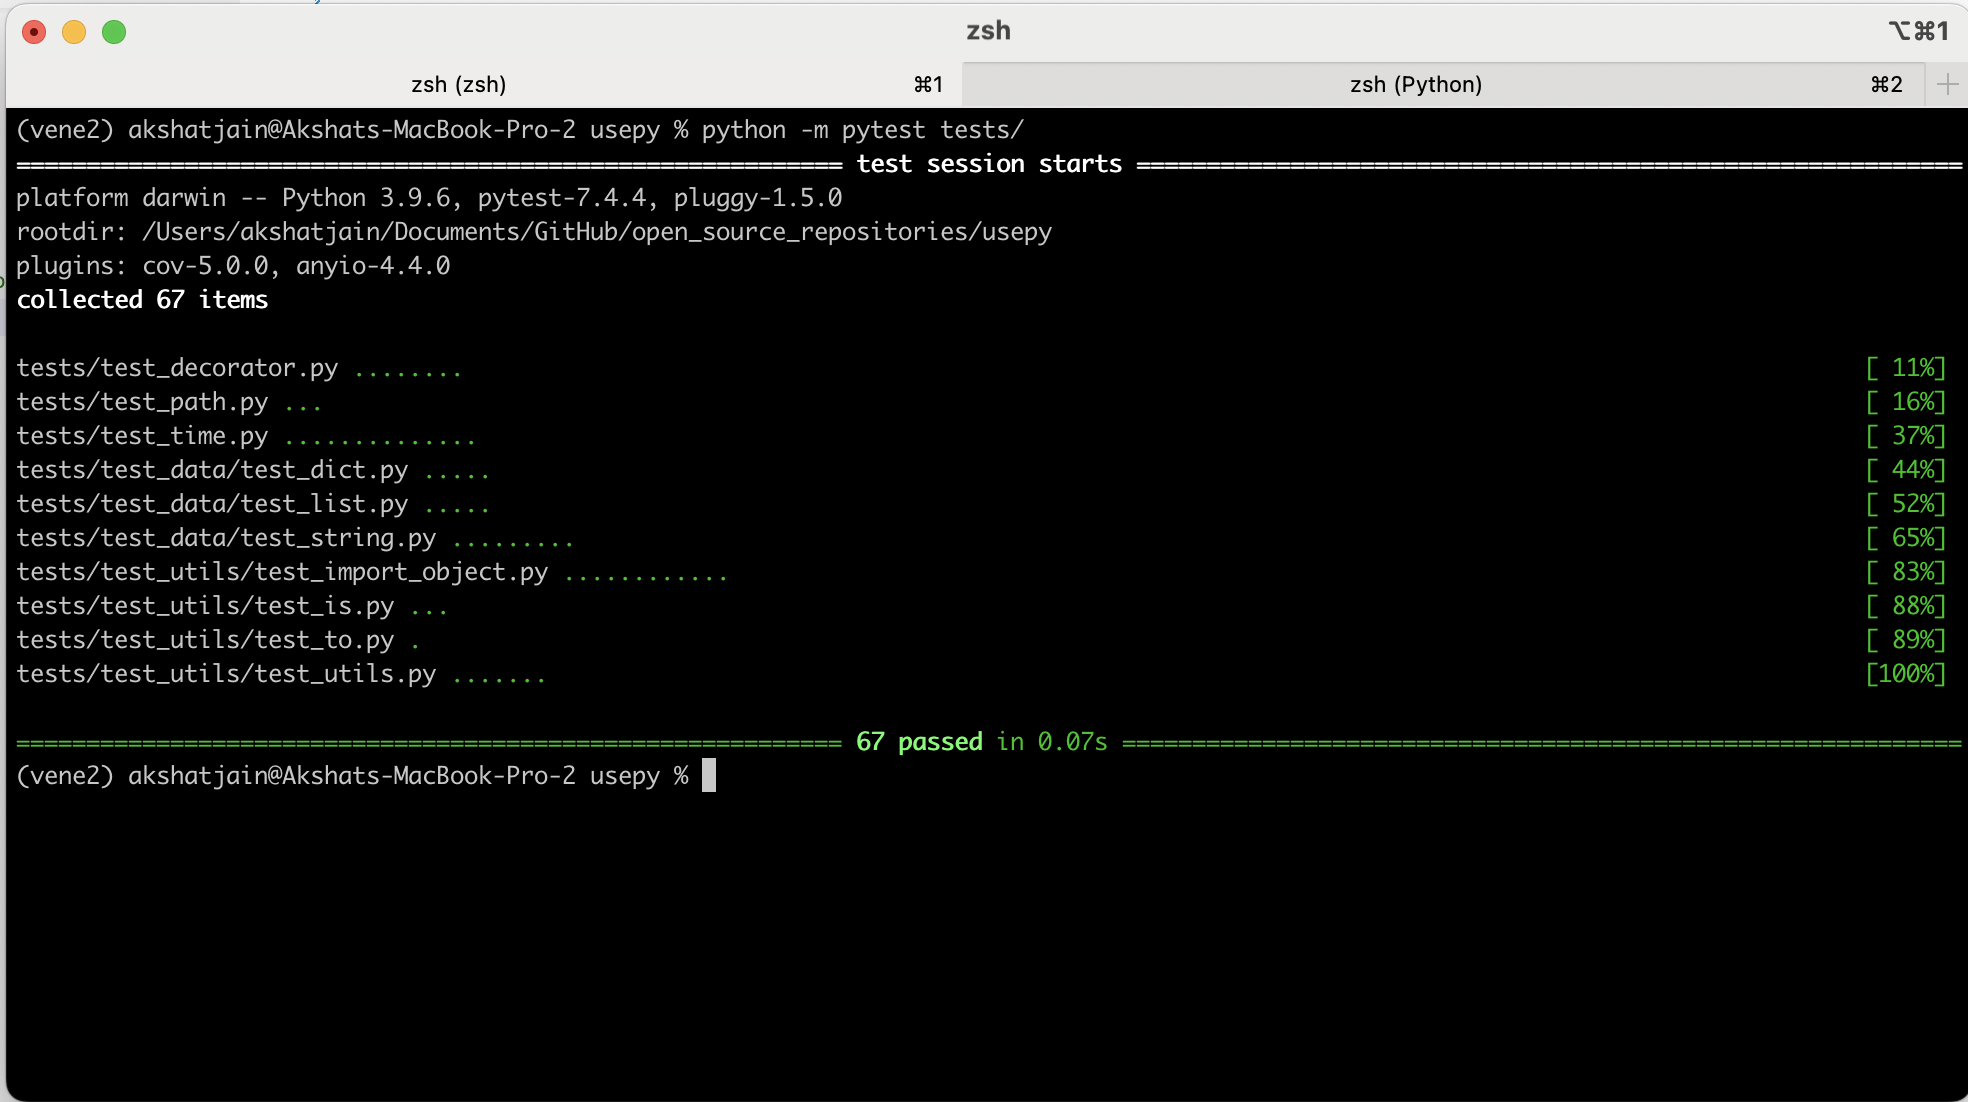 zsh ⌥⌘1
zsh (zsh) ⌘1 zsh (Python) ⌘2
(vene2) akshatjain@Akshats-MacBook-Pro-2 usepy % python -m pytest tests/
=========================================================== test session starts ===========================================================
platform darwin -- Python 3.9.6, pytest-7.4.4, pluggy-1.5.0
rootdir: /Users/akshatjain/Documents/GitHub/open_source_repositories/usepy
plugins: cov-5.0.0, anyio-4.4.0
collected 67 items
tests/test_decorator.py ........ [ 11%]
tests/test_path.py ... [ 16%]
tests/test_time.py .............. [ 37%]
tests/test_data/test_dict.py ..... [ 44%]
tests/test_data/test_list.py ..... [ 52%]
tests/test_data/test_string.py ......... [ 65%]
tests/test_utils/test_import_object.py ............ [ 83%]
tests/test_utils/test_is.py ... [ 88%]
tests/test_utils/test_to.py . [ 89%]
tests/test_utils/test_utils.py ....... [100%]
=========================================================== 67 passed in 0.07s ============================================================
(vene2) akshatjain@Akshats-MacBook-Pro-2 usepy %